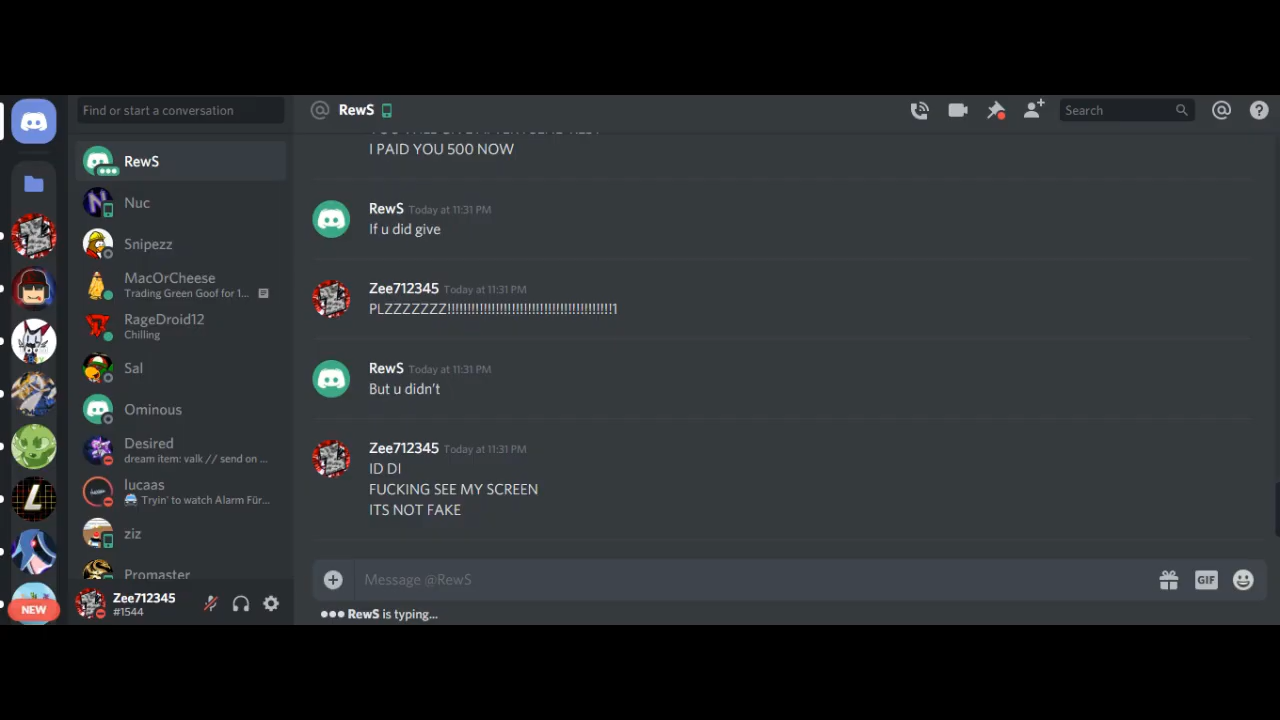 Find or start a conversation
RewS
Nuc
Snipezz
MacOrCheese
Trading Green Goof for 1...
RageDroid12
Chilling
Sal
Ominous
Desired
dream item: valk // send on ...
lucaas
Tryin' to watch Alarm Für...
ziz
Promaster
NEW
Zee712345
#1544
RewS
Search
I PAID YOU 500 NOW
RewS Today at 11:31 PM
If u did give
Zee712345 Today at 11:31 PM
PLZZZZZZZ!!!!!!!!!!!!!!!!!!!!!!!!!!!!!!!!!!!!!!!!!1
RewS Today at 11:31 PM
But u didn't
Zee712345 Today at 11:31 PM
ID DI
FUCKING SEE MY SCREEN
ITS NOT FAKE
Message @RewS
GIF
RewS is typing...